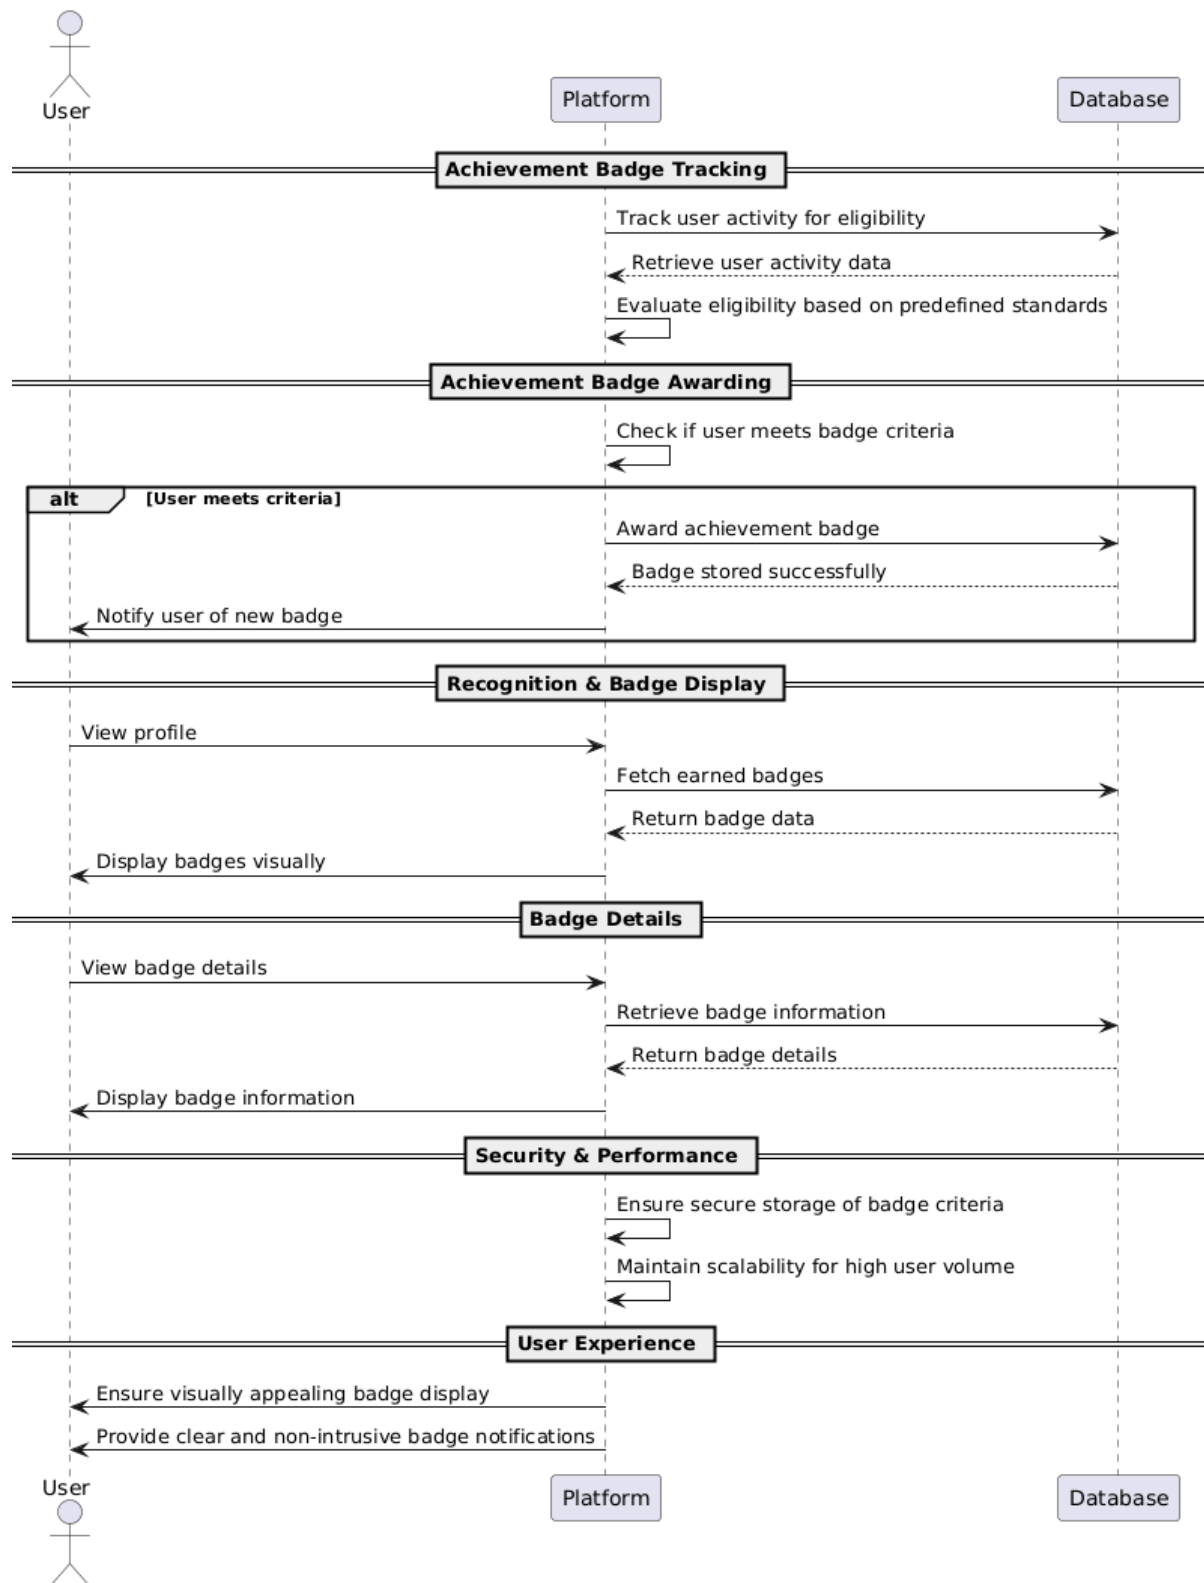 User
Platform
Database
Achievement Badge Tracking
Track user activity for eligibility
Retrieve user activity data
Evaluate eligibility based on predefined standards
Achievement Badge Awarding
Check if user meets badge criteria
alt [User meets criteria]
Award achievement badge
Badge stored successfully
Notify user of new badge
Recognition & Badge Display
View profile
Fetch earned badges
Return badge data
Display badges visually
Badge Details
View badge details
Retrieve badge information
Return badge details
Display badge information
Security & Performance
Ensure secure storage of badge criteria
Maintain scalability for high user volume
User Experience
Ensure visually appealing badge display
Provide clear and non-intrusive badge notifications
User
Platform
Database